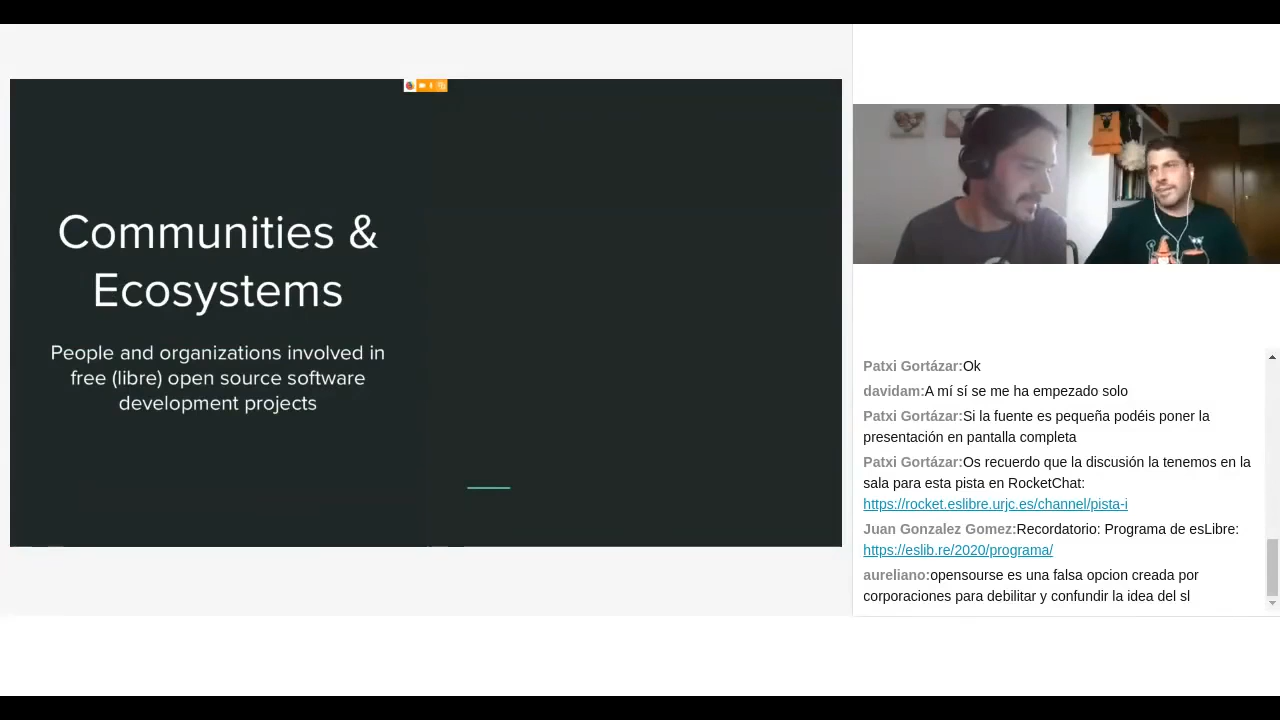 Communities &
Ecosystems
People and organizations involved in
free (libre) open source software
development projects
Patxi Gortázar:Ok
davidam:A mí sí se me ha empezado solo
Patxi Gortázar:Si la fuente es pequeña podéis poner la
presentación en pantalla completa
Patxi Gortázar:Os recuerdo que la discusión la tenemos en la
sala para esta pista en RocketChat:
https://rocket.eslibre.urjc.es/channel/pista-i
Juan Gonzalez Gomez:Recordatorio: Programa de esLibre:
https://eslib.re/2020/programa/
aureliano:opensourse es una falsa opcion creada por
corporaciones para debilitar y confundir la idea del sl